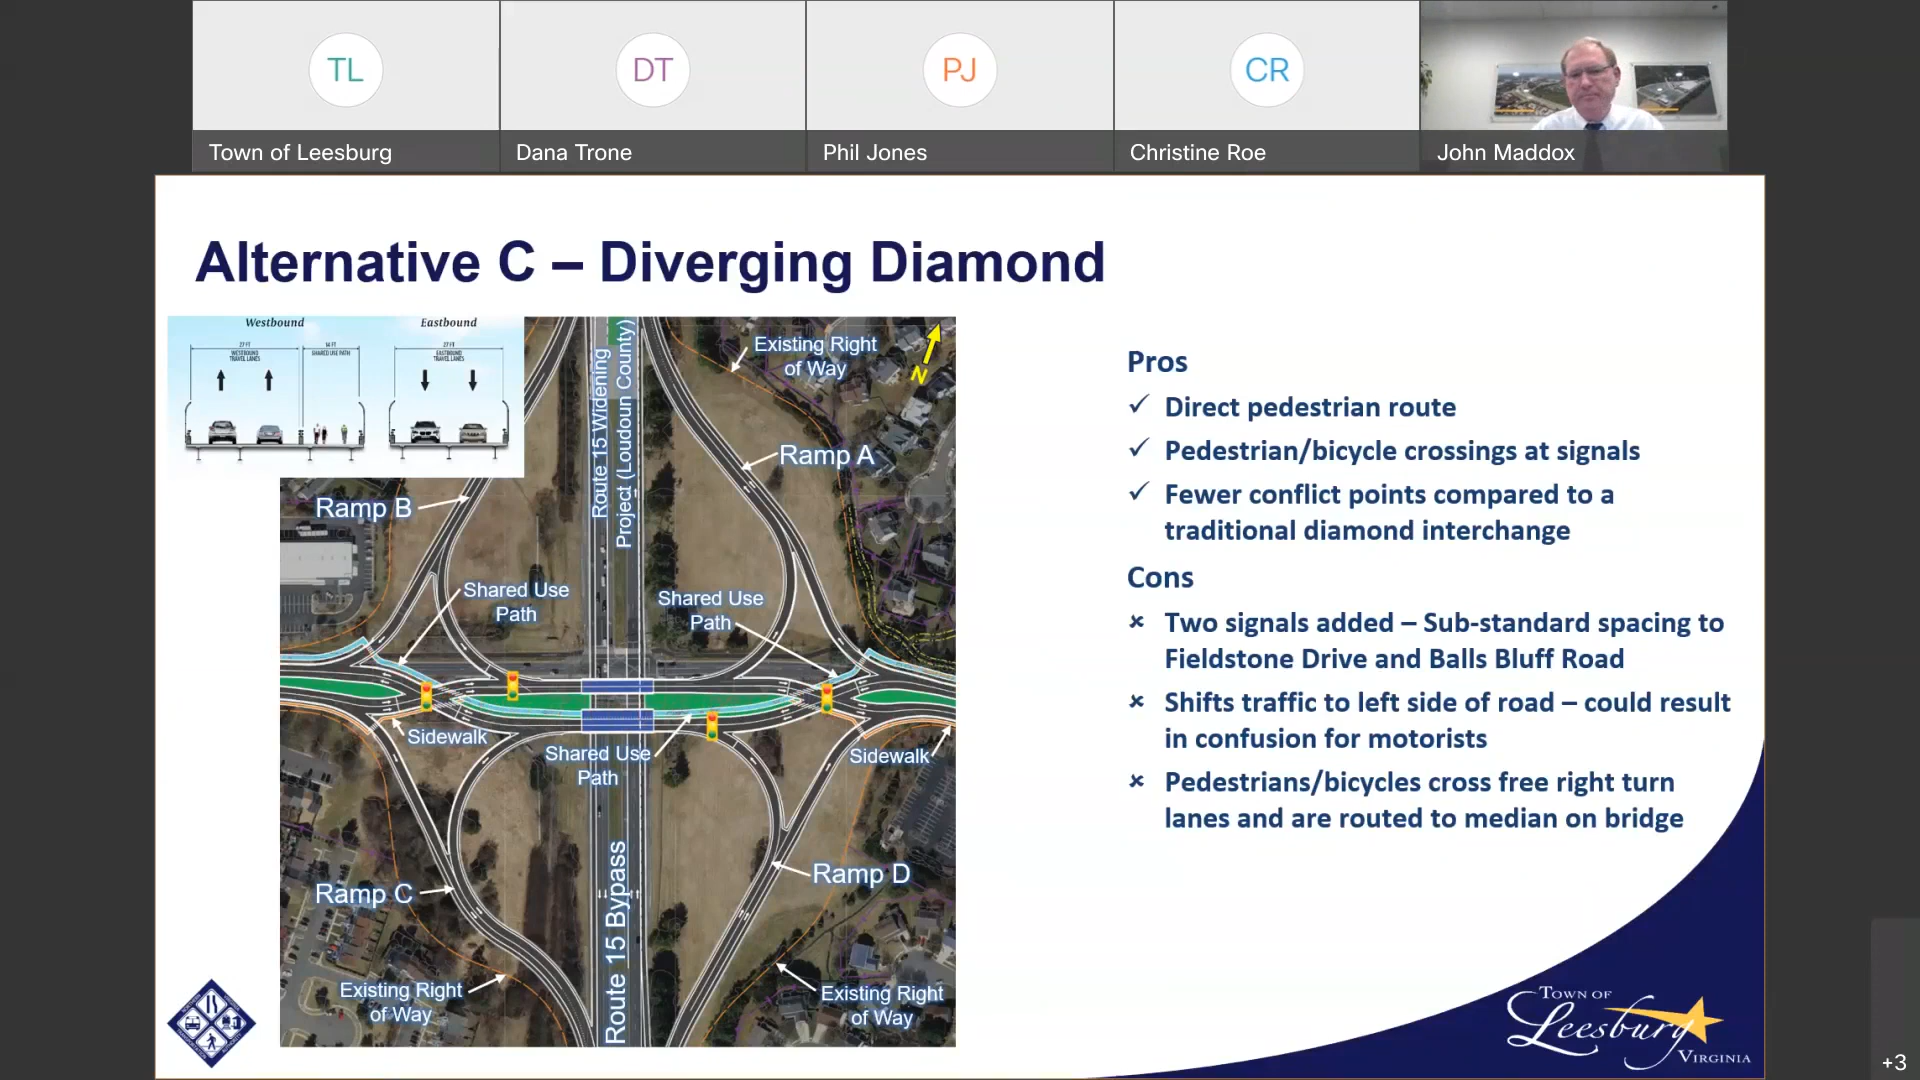 TL
DT
PJ
CR
Town of Leesburg
Dana Trone
Phil Jones
Christine Roe
John Maddox
Alternative C – Diverging Diamond
Westbound
Eastbound
27 FT
WESTBOUND
TRAVEL LANES
14 FT
SHARED USE PATH
27 FT
EASTBOUND
TRAVEL LANES
Route 15 Widening
Project (Loudoun County)
Existing Right
of Way
N
Ramp A
Ramp B
Shared Use
Path
Shared Use
Path
Sidewalk
Shared Use
Path
Sidewalk
Ramp C
Ramp D
Route 15 Bypass
Existing Right
of Way
Existing Right
of Way
Pros
✓ Direct pedestrian route
✓ Pedestrian/bicycle crossings at signals
✓ Fewer conflict points compared to a
traditional diamond interchange
Cons
× Two signals added – Sub-standard spacing to
Fieldstone Drive and Balls Bluff Road
× Shifts traffic to left side of road – could result
in confusion for motorists
× Pedestrians/bicycles cross free right turn
lanes and are routed to median on bridge
TOWN OF
Leesburg
VIRGINIA
+3